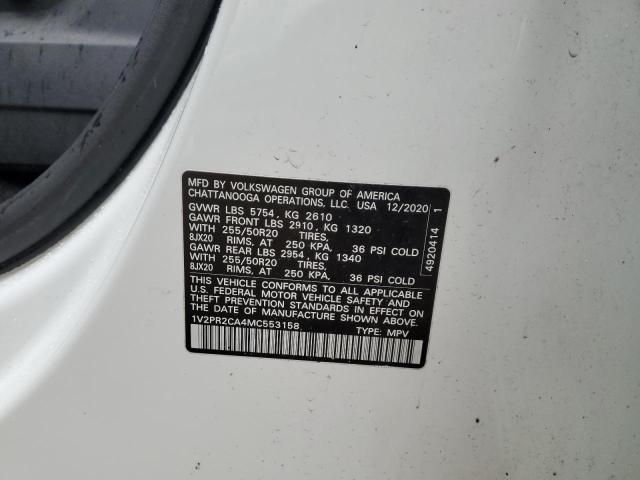 MFD BY VOLKSWAGEN GROUP OF AMERICA
CHATTANOOGA OPERATIONS, LLC. USA 12/2020
GVWR LBS 5754, KG 2610
GAWR FRONT LBS 2910, KG 1320
WITH 255/50R20 TIRES,
8JX20 RIMS, AT 250 KPA, 36 PSI COLD
GAWR REAR LBS 2954, KG 1340
WITH 255/50R20 TIRES,
8JX20 RIMS, AT 250 KPA, 36 PSI COLD
THIS VEHICLE CONFORMS TO ALL APPLICABLE
U.S. FEDERAL MOTOR VEHICLE SAFETY AND
THEFT PREVENTION STANDARDS IN EFFECT ON
THE DATE OF MANUFACTURE SHOWN ABOVE.
1V2PR2CA4MC553158 TYPE: MPV
4920414 1